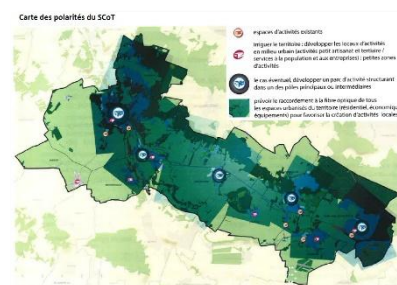 Carte des polarités du SCoT
espaces d'activités existants
irriguer le territoire : développer les locaux d'activités
en milieu urbain (activités petit artisanat et tertiaire /
services à la population et aux entreprises) : petites zones
d'activités
le cas éventuel, développer un parc d'activité structurant
dans un des pôles principaux ou intermédiaires
prévoir le raccordement à la fibre optique de tous
les espaces urbanisés du territoire (résidentiel, économique,
équipements) pour favoriser la création d'activités locales